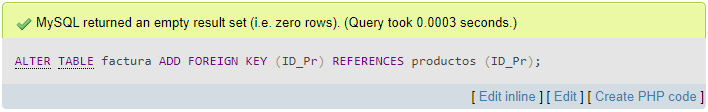 MySQL returned an empty result set (i.e. zero rows). (Query took 0.0003 seconds.)
ALTER TABLE factura ADD FOREIGN KEY (ID_Pr) REFERENCES productos (ID_Pr);
[ Edit inline ] [ Edit ] [ Create PHP code ]